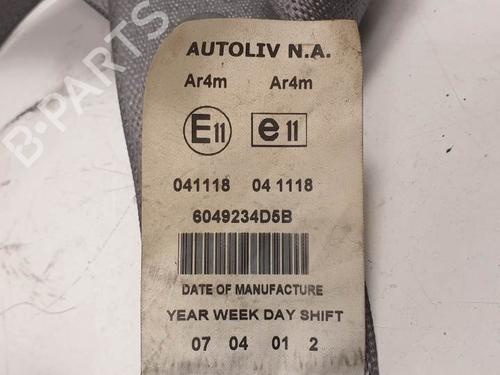 AUTOLIV N.A.
Ar4m Ar4m
E11 e11
041118 04 1118
6049234D5B
DATE OF MANUFACTURE
YEAR WEEK DAY SHIFT
07 04 01 2
B-PARTS